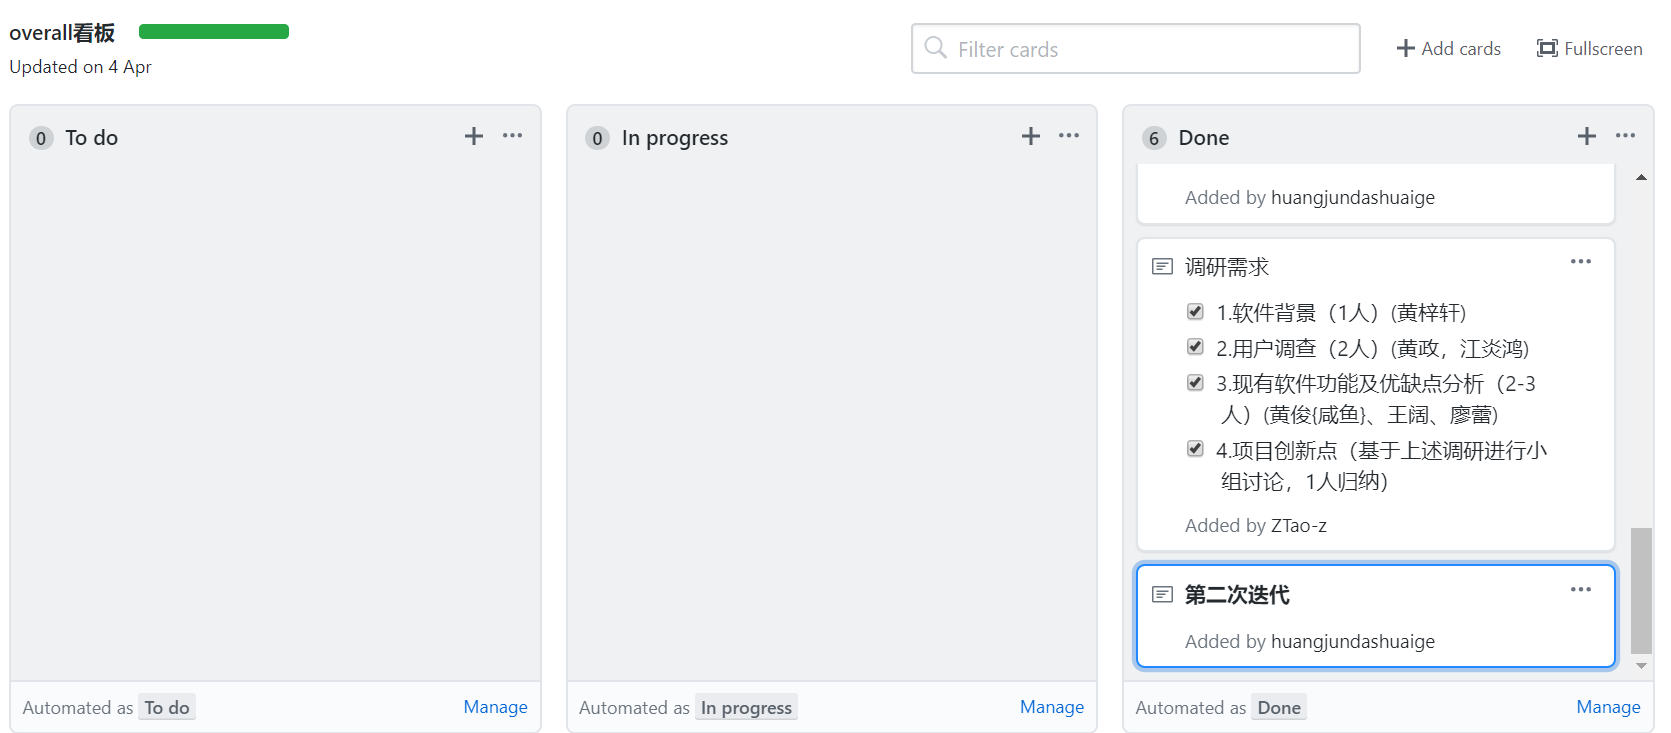 overall看板
Updated on 4 Apr
Filter cards
Add cards
Fullscreen
0 To do
0 In progress
6 Done
Added by huangjundashuaige
调研需求
1.软件背景（1人）(黄梓轩)
2.用户调查（2人）(黄政，江炎鸿)
3.现有软件功能及优缺点分析（2-3
人）(黄俊{咸鱼}、王阔、廖蕾)
4.项目创新点（基于上述调研进行小
组讨论，1人归纳）
Added by ZTao-z
第二次迭代
Added by huangjundashuaige
Automated as To do
Manage
Automated as In progress
Manage
Automated as Done
Manage